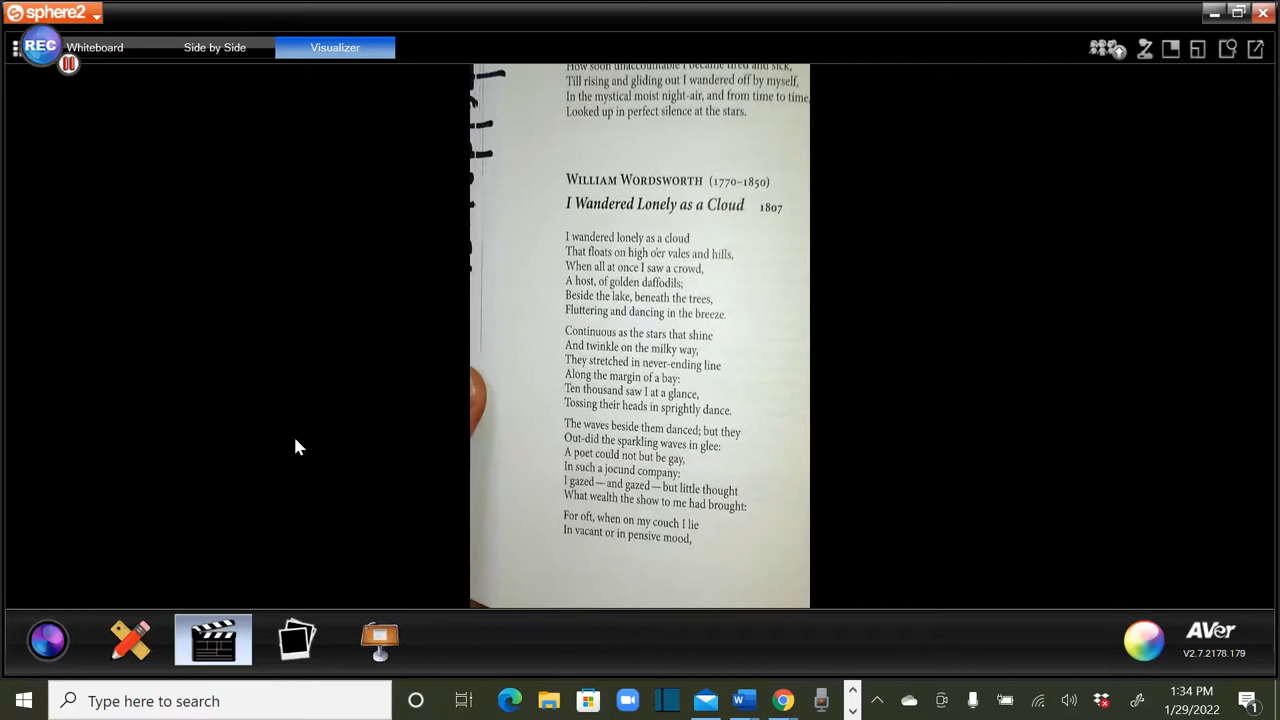 sphere2
REC
Whiteboard
Side by Side
Visualizer
How soon unaccountable I became tired and sick,
Till rising and gliding out I wandered off by myself,
In the mystical moist night-air, and from time to time,
Looked up in perfect silence at the stars.
WILLIAM WORDSWORTH (1770–1850)
I Wandered Lonely as a Cloud 1807
I wandered lonely as a cloud
That floats on high o'er vales and hills,
When all at once I saw a crowd,
A host, of golden daffodils;
Beside the lake, beneath the trees,
Fluttering and dancing in the breeze.
Continuous as the stars that shine
And twinkle on the milky way,
They stretched in never-ending line
Along the margin of a bay:
Ten thousand saw I at a glance,
Tossing their heads in sprightly dance.
The waves beside them danced; but they
Out-did the sparkling waves in glee:
A poet could not but be gay,
In such a jocund company:
I gazed—and gazed—but little thought
What wealth the show to me had brought:
For oft, when on my couch I lie
In vacant or in pensive mood,
AVer
V2.7.2178.179
Type here to search
1:34 PM
1/29/2022
1